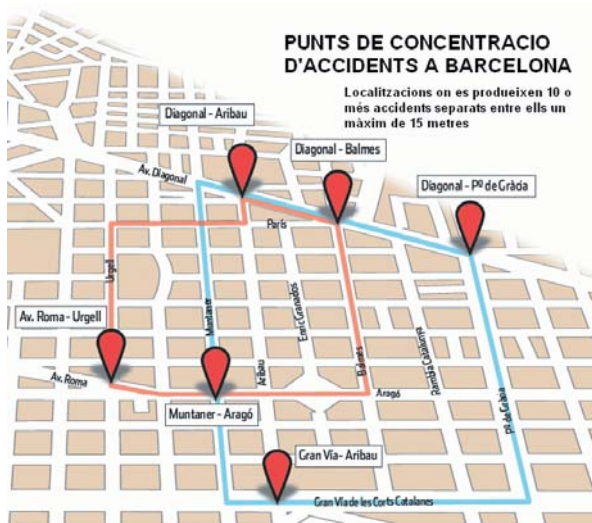 PUNTS DE CONCENTRACIO
D'ACCIDENTS A BARCELONA
Localitzacions on es produeixen 10 o
més accidents separats entre ells un
màxim de 15 metres
Diagonal - Aribau
Diagonal - Balmes
Diagonal - Pº de Gràcia
Av. Diagonal
París
Urgell
Muntaner
Enric Granados
Av. Roma - Urgell
Aribau
Balmes
Rambla Catalunya
Av. Roma
Aragó
Pº de Gràcia
Muntaner - Aragó
Gran Vía - Aribau
Gran Vía de les Corts Catalanes